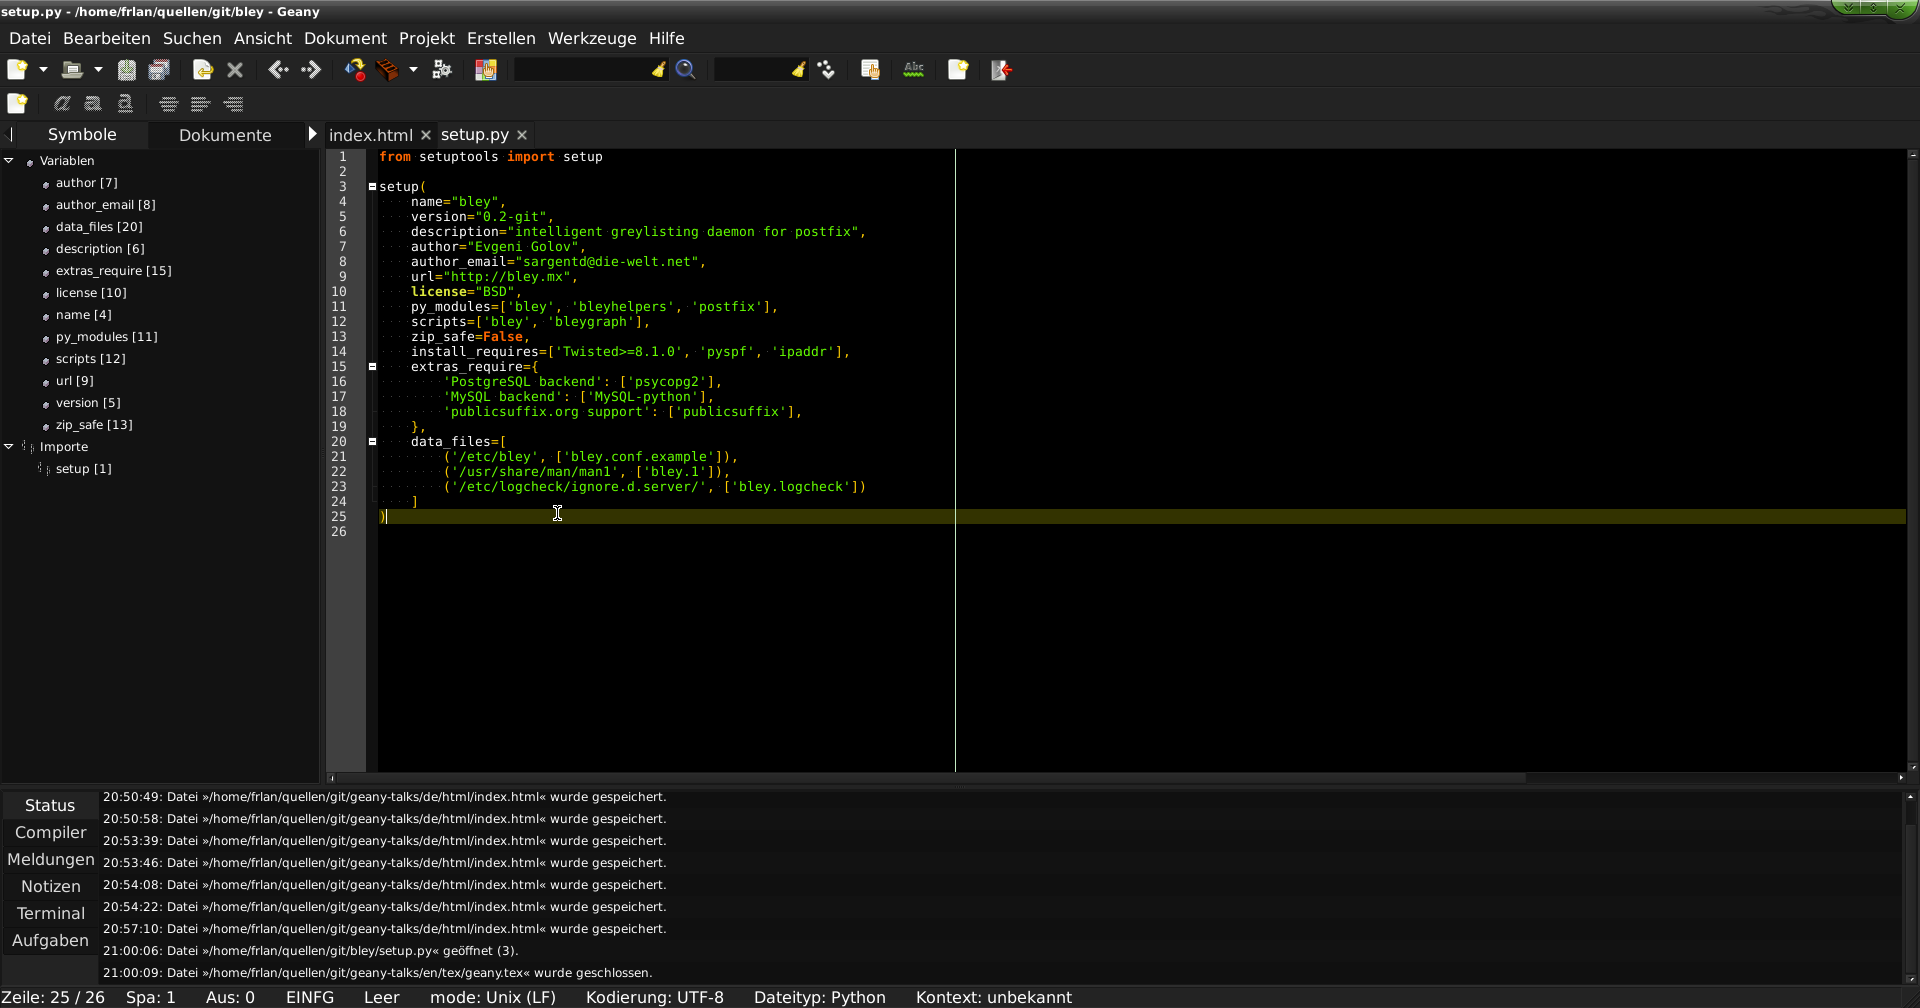 setup.py - /home/frlan/quellen/git/bley - Geany
Datei Bearbeiten Suchen Ansicht Dokument Projekt Erstellen Werkzeuge Hilfe
Abc
a a a
Symbole Dokumente index.html setup.py
Variablen
author [7]
author_email [8]
data_files [20]
description [6]
extras_require [15]
license [10]
name [4]
py_modules [11]
scripts [12]
url [9]
version [5]
zip_safe [13]
Importe
setup [1]
1 from setuptools import setup
2
3 setup(
4 name="bley",
5 version="0.2-git",
6 description="intelligent greylisting daemon for postfix",
7 author="Evgeni Golov",
8 author_email="sargentd@die-welt.net",
9 url="http://bley.mx",
10 license="BSD",
11 py_modules=['bley', 'bleyhelpers', 'postfix'],
12 scripts=['bley', 'bleygraph'],
13 zip_safe=False,
14 install_requires=['Twisted>=8.1.0', 'pyspf', 'ipaddr'],
15 extras_require={
16 'PostgreSQL backend': ['psycopg2'],
17 'MySQL backend': ['MySQL-python'],
18 'publicsuffix.org support': ['publicsuffix'],
19 },
20 data_files=[
21 ('/etc/bley', ['bley.conf.example']),
22 ('/usr/share/man/man1', ['bley.1']),
23 ('/etc/logcheck/ignore.d.server/', ['bley.logcheck'])
24 ]
25 )
26
Status
Compiler
Meldungen
Notizen
Terminal
Aufgaben
20:50:49: Datei »/home/frlan/quellen/git/geany-talks/de/html/index.html« wurde gespeichert.
20:50:58: Datei »/home/frlan/quellen/git/geany-talks/de/html/index.html« wurde gespeichert.
20:53:39: Datei »/home/frlan/quellen/git/geany-talks/de/html/index.html« wurde gespeichert.
20:53:46: Datei »/home/frlan/quellen/git/geany-talks/de/html/index.html« wurde gespeichert.
20:54:08: Datei »/home/frlan/quellen/git/geany-talks/de/html/index.html« wurde gespeichert.
20:54:22: Datei »/home/frlan/quellen/git/geany-talks/de/html/index.html« wurde gespeichert.
20:57:10: Datei »/home/frlan/quellen/git/geany-talks/de/html/index.html« wurde gespeichert.
21:00:06: Datei »/home/frlan/quellen/git/bley/setup.py« geöffnet (3).
21:00:09: Datei »/home/frlan/quellen/git/geany-talks/en/tex/geany.tex« wurde geschlossen.
Zeile: 25 / 26 Spa: 1 Aus: 0 EINFG Leer mode: Unix (LF) Kodierung: UTF-8 Dateityp: Python Kontext: unbekannt